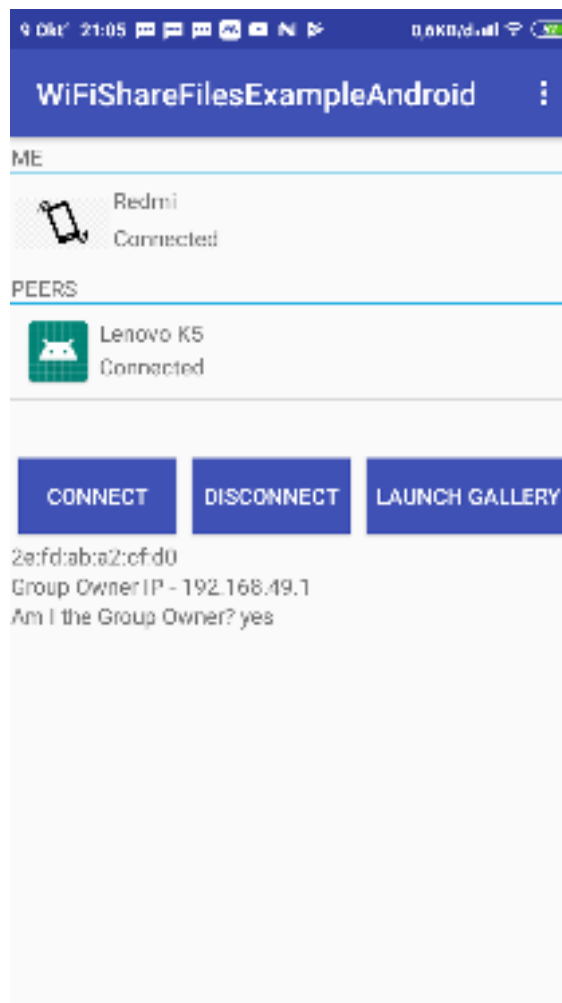 9 Okt 21:05
WiFiShareFilesExampleAndroid
ME
Redmi
Connected
PEERS
Lenovo K5
Connected
CONNECT DISCONNECT LAUNCH GALLERY
2e:fd:ab:a2:cf:d0
Group Owner IP - 192.168.49.1
Am I the Group Owner? yes